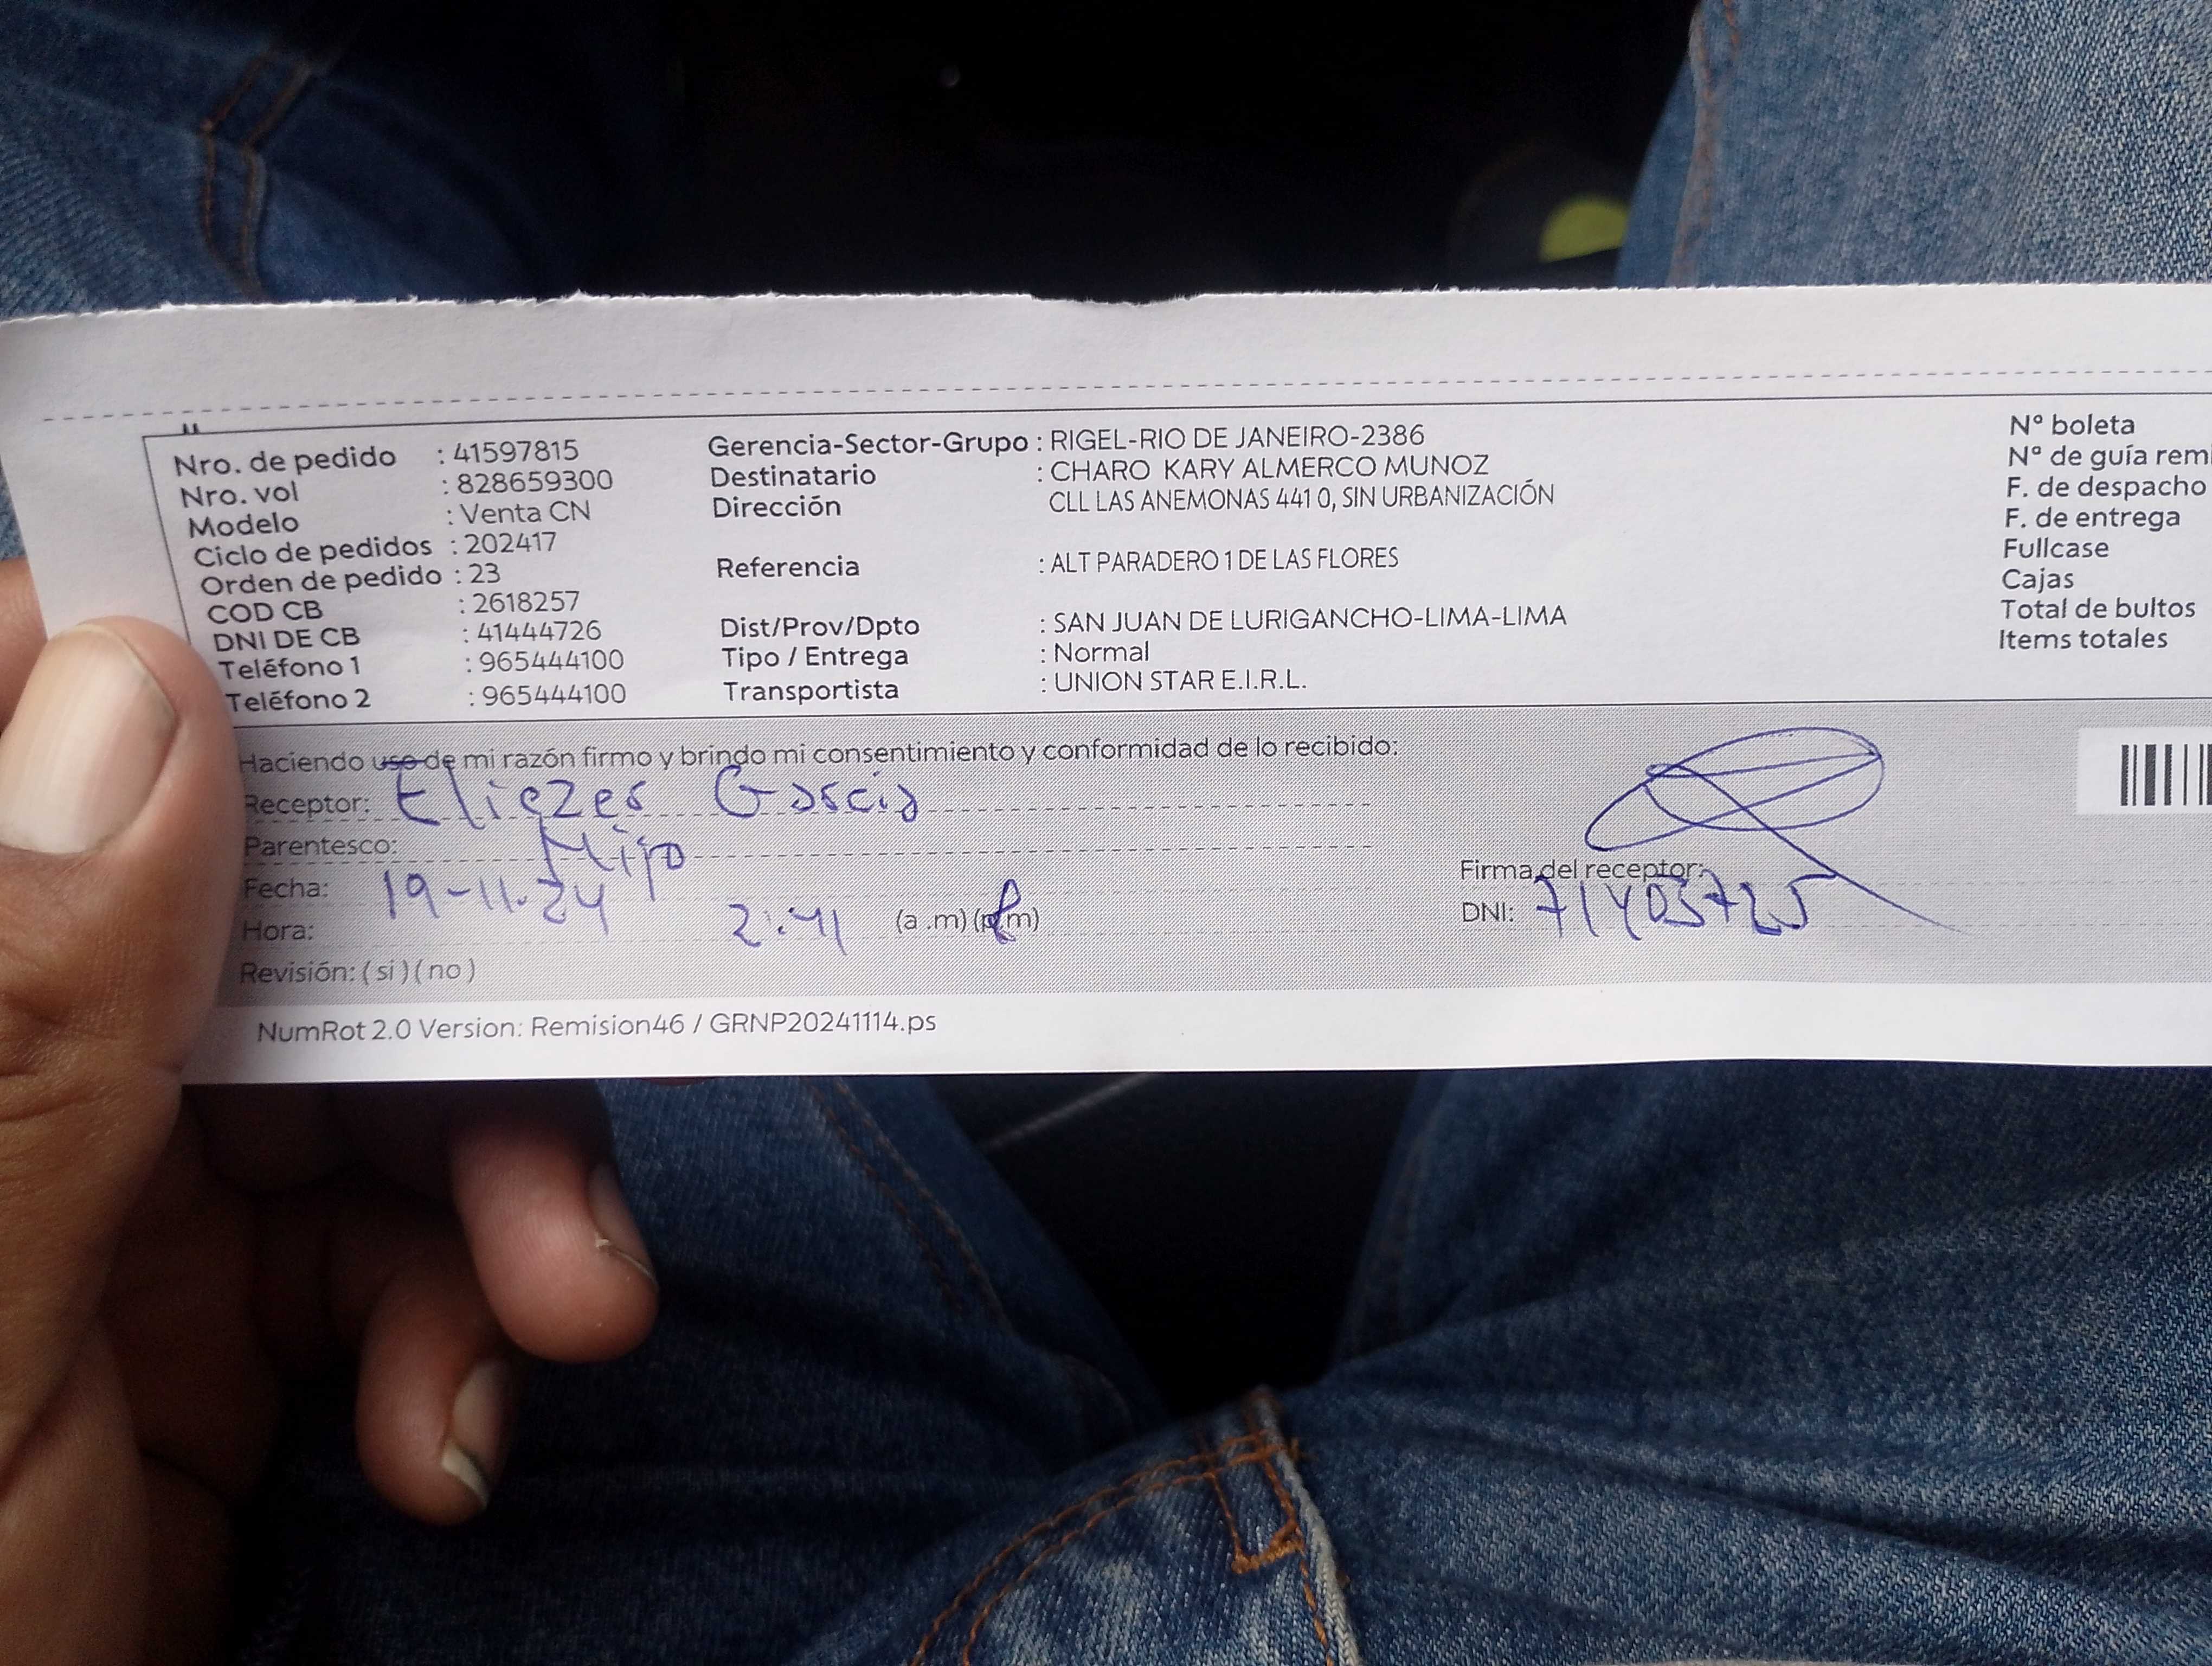 Nro. de pedido : 41597815
Nro. vol : 828659300
Modelo : Venta CN
Ciclo de pedidos : 202417
Orden de pedido : 23
COD CB : 2618257
DNI DE CB : 41444726
Teléfono 1 : 965444100
Teléfono 2 : 965444100
Gerencia-Sector-Grupo : RIGEL-RIO DE JANEIRO-2386
Destinatario : CHARO KARY ALMERCO MUNOZ
Dirección CLL LAS ANEMONAS 441 0, SIN URBANIZACIÓN
Referencia : ALT PARADERO 1 DE LAS FLORES
Dist/Prov/Dpto : SAN JUAN DE LURIGANCHO-LIMA-LIMA
Tipo / Entrega : Normal
Transportista : UNION STAR E.I.R.L.
Nº boleta
Nº de guía remi
F. de despacho
F. de entrega
Fullcase
Cajas
Total de bultos
Items totales
Haciendo uso de mi razón firmo y brindo mi consentimiento y conformidad de lo recibido:
Receptor: Eliezer Garcia
Parentesco: Hijo
Fecha: 19-11-24
Hora: 2:41 (a .m) (p.m)
Revisión: ( si ) ( no )
Firma del receptor:
DNI: 71403725
NumRot 2.0 Version: Remision46 / GRNP20241114.ps